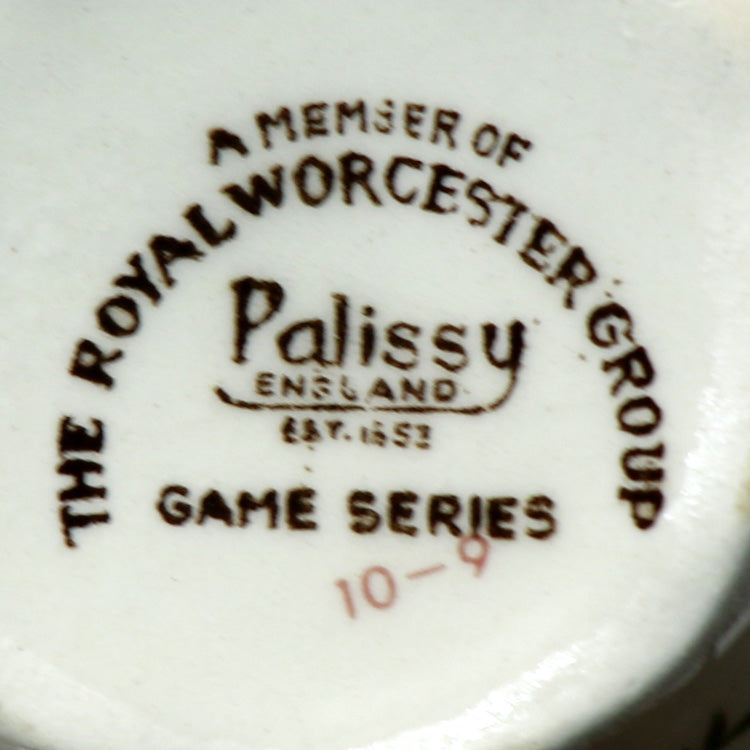 A MEMBER OF
THE ROYAL WORCESTER GROUP
Palissy
ENGLAND
EST. 1853
GAME SERIES
10-9